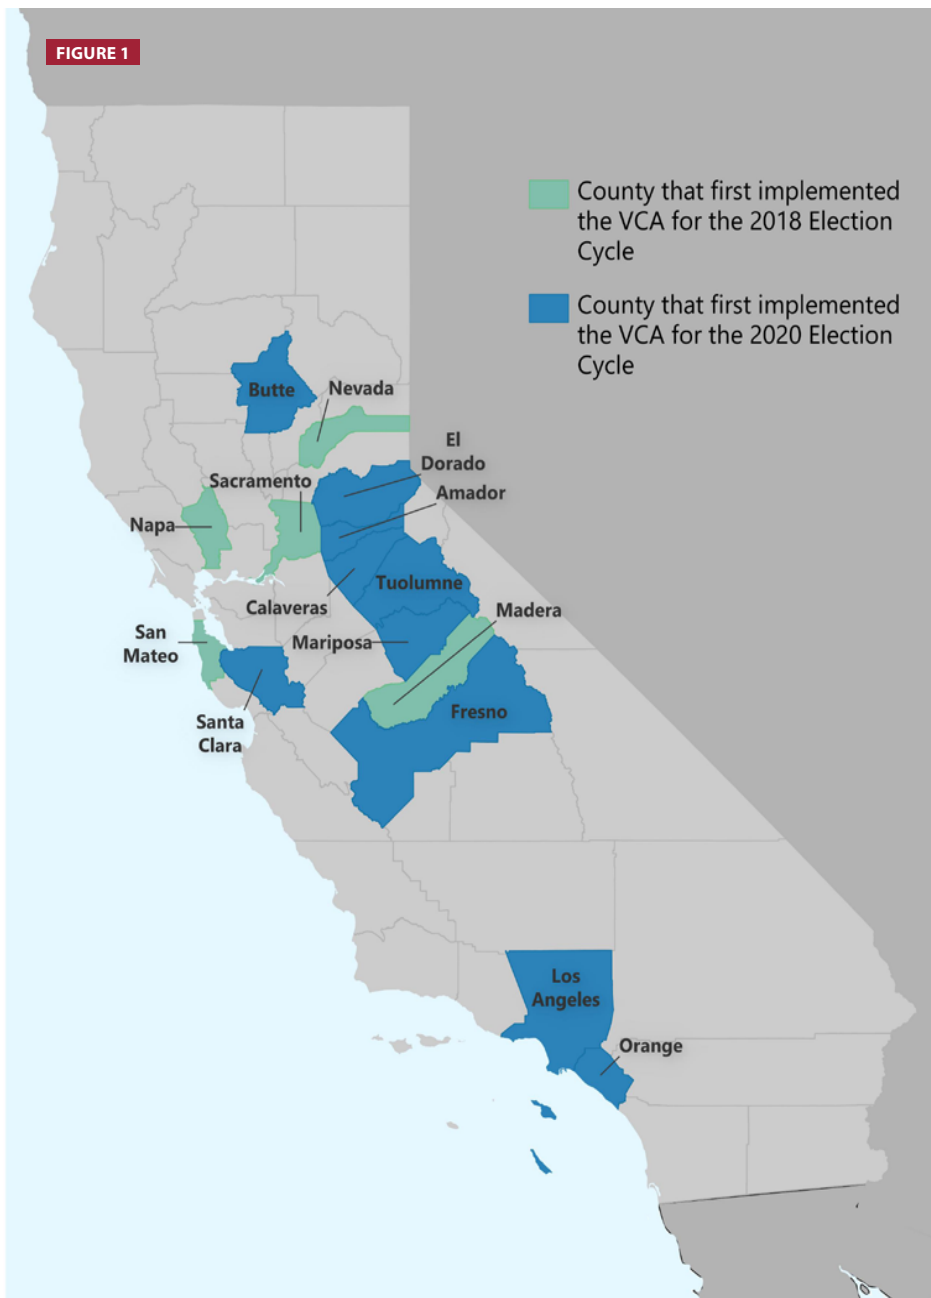 FIGURE 1
County that first implemented
the VCA for the 2018 Election
Cycle
County that first implemented
the VCA for the 2020 Election
Cycle
Butte
Nevada
El
Dorado
Sacramento
Amador
Napa
Tuolumne
Calaveras
Madera
San
Mateo
Mariposa
Santa
Clara
Fresno
Los
Angeles
Orange